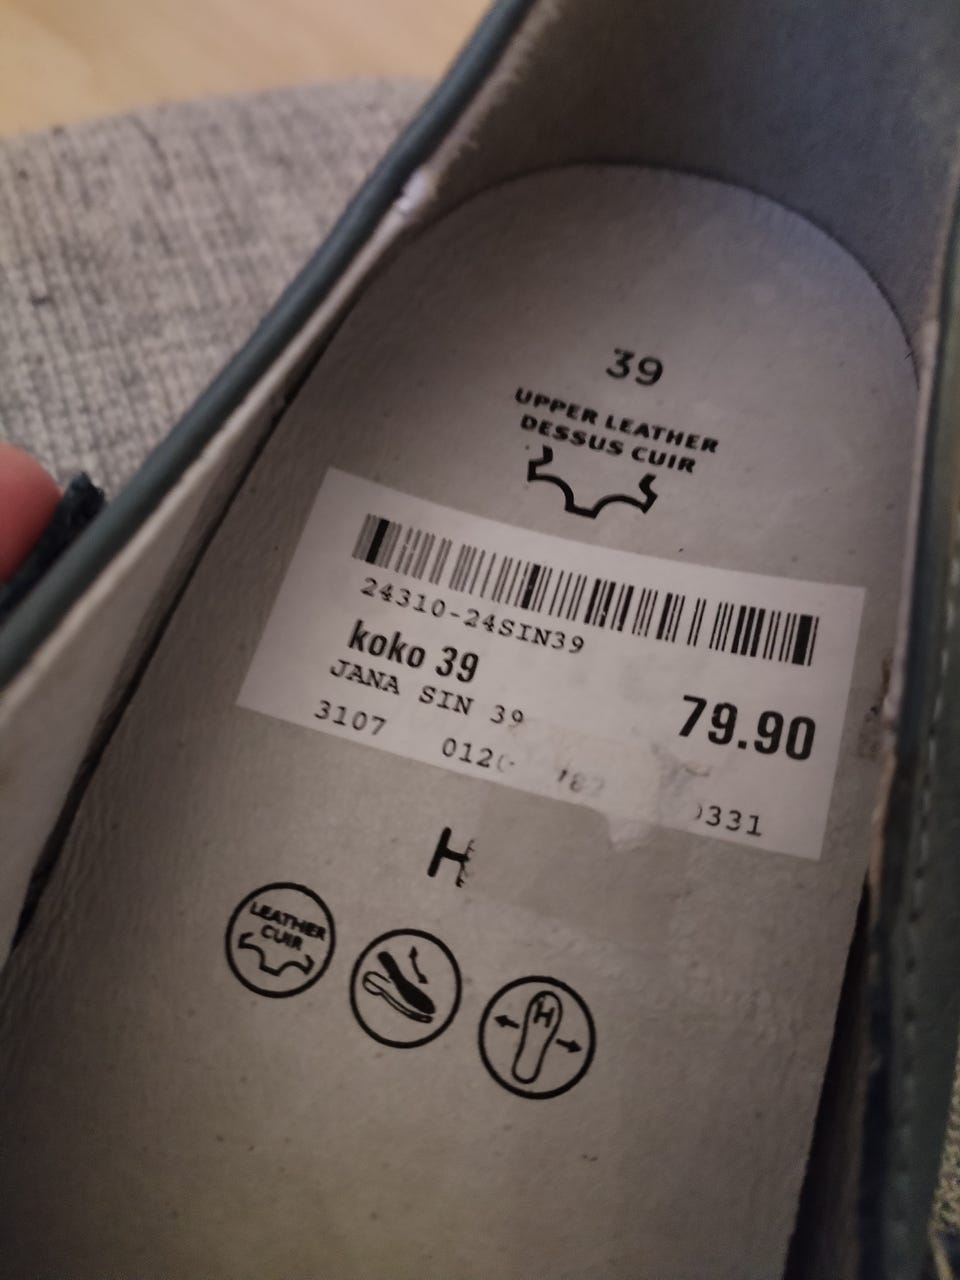 39
UPPER LEATHER
DESSUS CUIR
24310-24SIN39
koko 39
79.90
JANA SIN 39
3107
H
LEATHER
CUIR
H